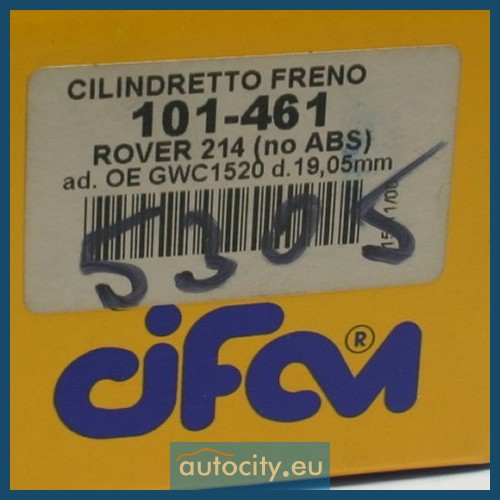 CILINDRETTO FRENO
101-461
ROVER 214 (no ABS)
ad. OE GWC1520 d.19,05mm
5305
cifam ®
autocity.eu